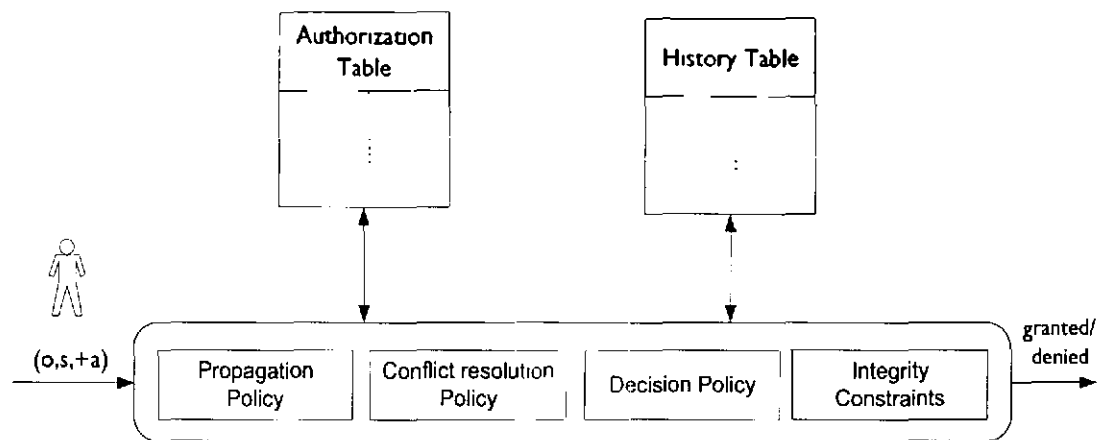 Authorization
Table
History Table
(o,s,+a)
Propagation
Policy
Conflict resolution
Policy
Decision Policy
Integrity
Constraints
granted/
denied